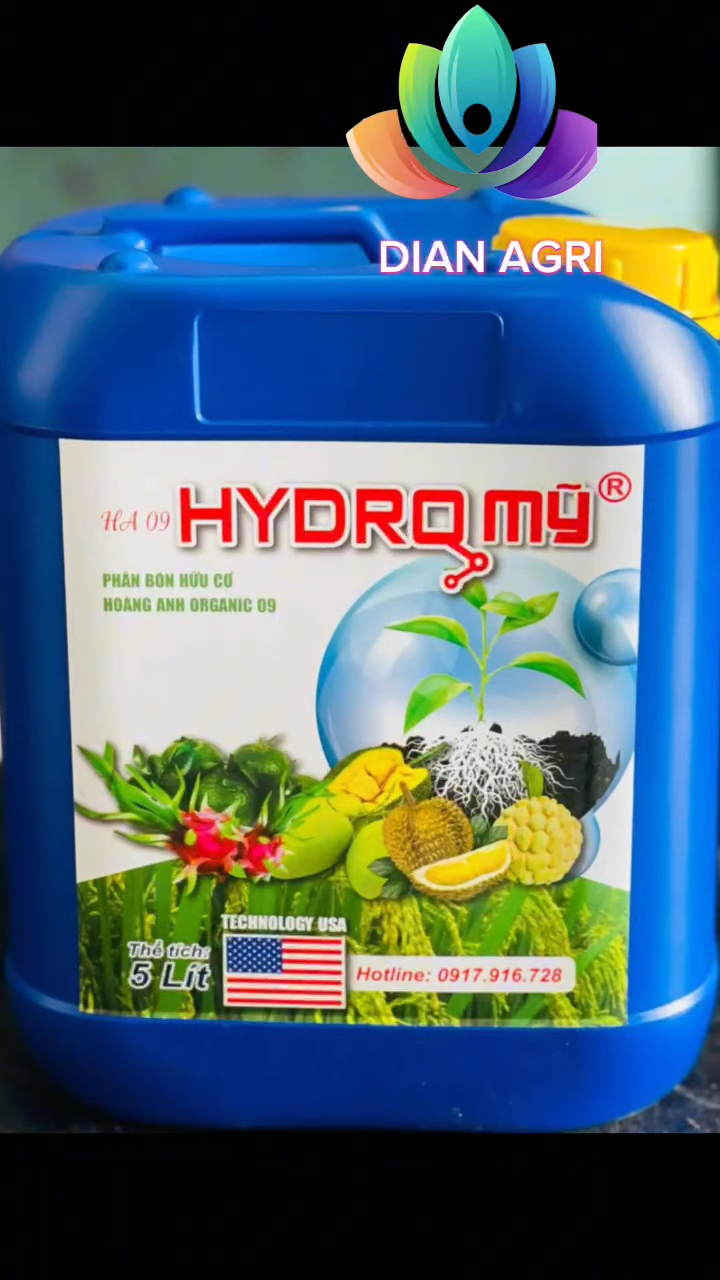 DIAN AGRI
HA 09 HYDRO Mỹ ®
PHÂN BÓN HỮU CƠ
HOÀNG ANH ORGANIC 09
TECHNOLOGY USA
Thể tích:
5 Lít
Hotline: 0917.916.728